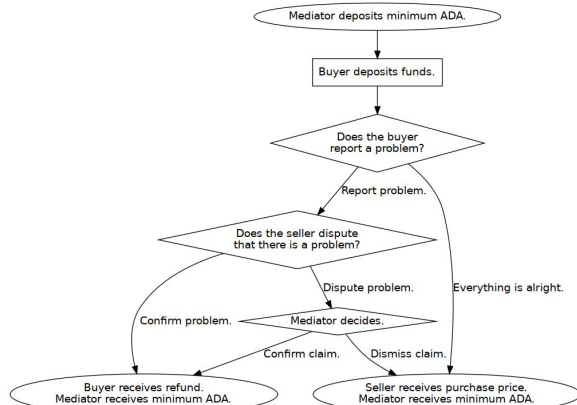 Mediator deposits minimum ADA.
Buyer deposits funds.
Does the buyer
report a problem?
Report problem.
Does the seller dispute
that there is a problem?
Dispute problem.
Everything is alright.
Confirm problem.
Mediator decides.
Confirm claim.
Dismiss claim.
Buyer receives refund.
Mediator receives minimum ADA.
Seller receives purchase price.
Mediator receives minimum ADA.